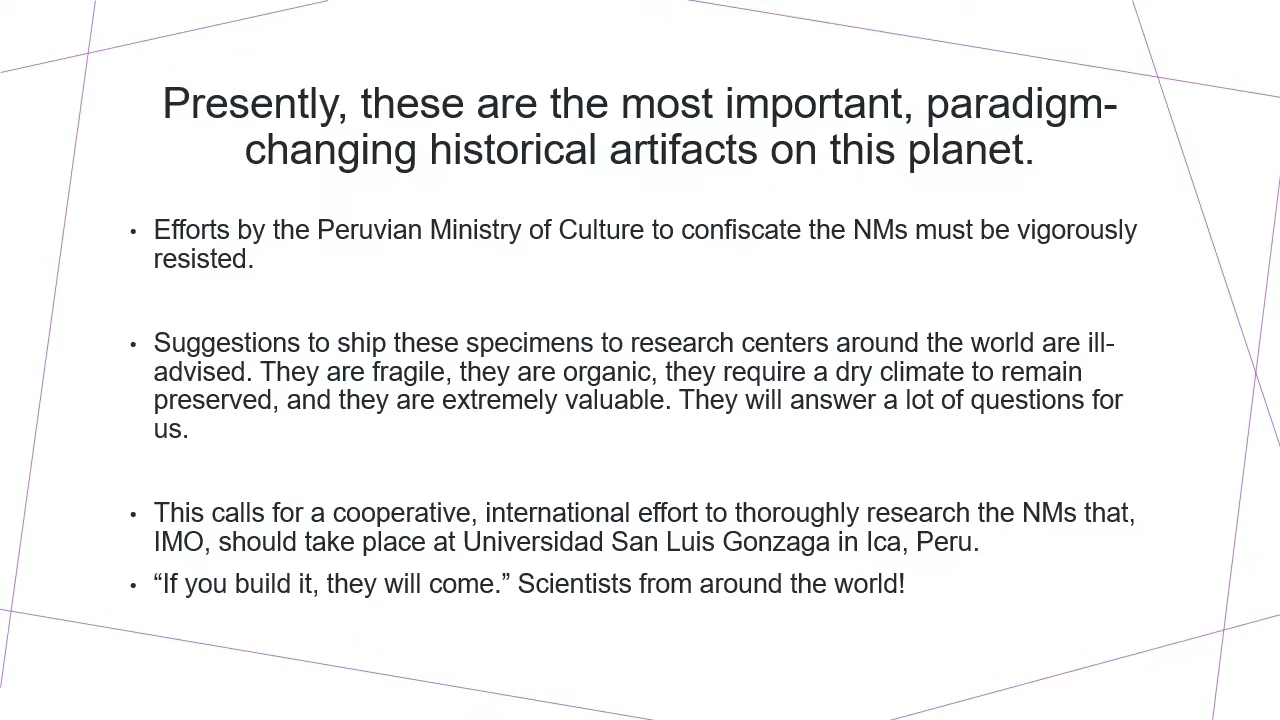 Presently, these are the most important, paradigm-
changing historical artifacts on this planet.
• Efforts by the Peruvian Ministry of Culture to confiscate the NMs must be vigorously
resisted.
• Suggestions to ship these specimens to research centers around the world are ill-
advised. They are fragile, they are organic, they require a dry climate to remain
preserved, and they are extremely valuable. They will answer a lot of questions for
us.
• This calls for a cooperative, international effort to thoroughly research the NMs that,
IMO, should take place at Universidad San Luis Gonzaga in Ica, Peru.
• “If you build it, they will come.” Scientists from around the world!